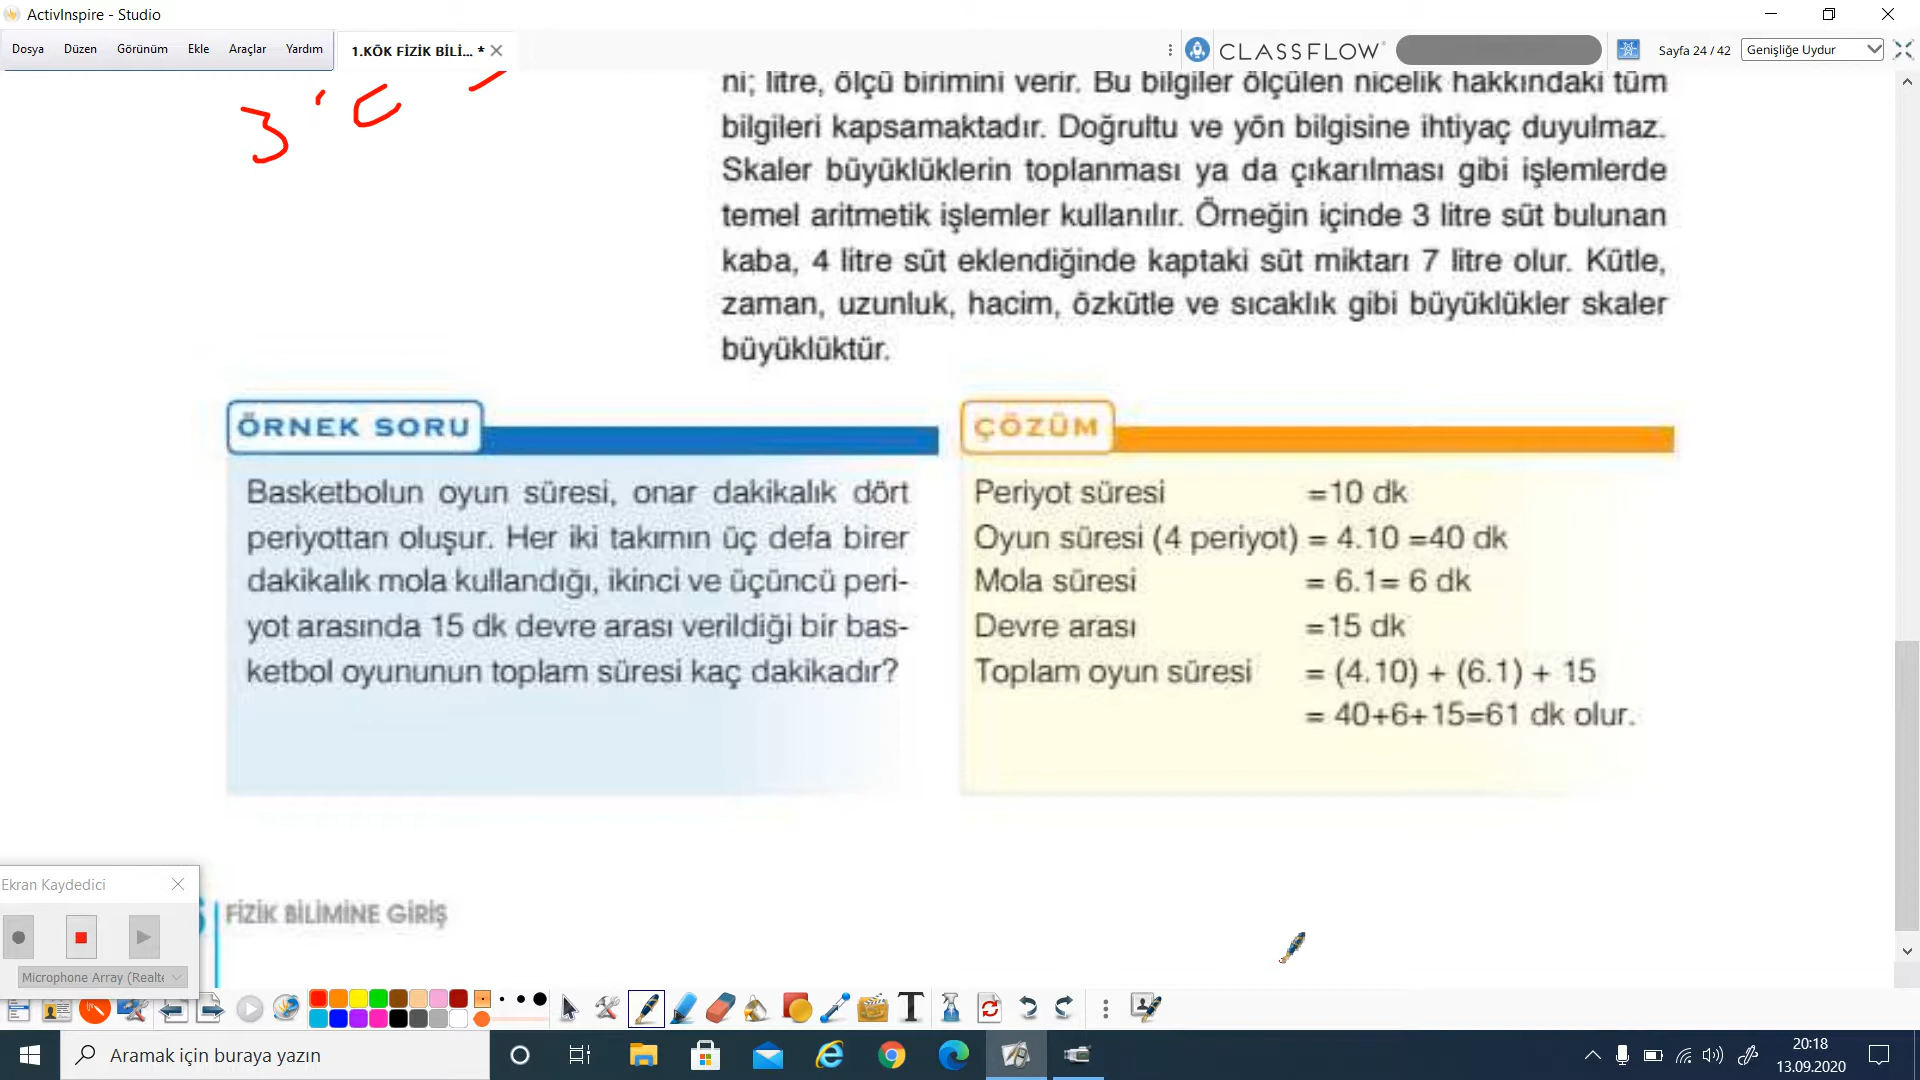 ActivInspire - Studio
Dosya Düzen Görünüm Ekle Araçlar Yardım
1.KÖK FİZİK BİLİ... *
CLASSFLOW
Sayfa 24 / 42
Genişliğe Uydur
3 'c
ni; litre, ölçü birimini verir. Bu bilgiler ölçülen nicelik hakkındaki tüm
bilgileri kapsamaktadır. Doğrultu ve yön bilgisine ihtiyaç duyulmaz.
Skaler büyüklüklerin toplanması ya da çıkarılması gibi işlemlerde
temel aritmetik işlemler kullanılır. Örneğin içinde 3 litre süt bulunan
kaba, 4 litre süt eklendiğinde kaptaki süt miktarı 7 litre olur. Kütle,
zaman, uzunluk, hacim, özkütle ve sıcaklık gibi büyüklükler skaler
büyüklüktür.
ÖRNEK SORU
Basketbolun oyun süresi, onar dakikalık dört
periyottan oluşur. Her iki takımın üç defa birer
dakikalık mola kullandığı, ikinci ve üçüncü peri-
yot arasında 15 dk devre arası verildiği bir bas-
ketbol oyununun toplam süresi kaç dakikadır?
ÇÖZÜM
Periyot süresi =10 dk
Oyun süresi (4 periyot) = 4.10 =40 dk
Mola süresi = 6.1= 6 dk
Devre arası =15 dk
Toplam oyun süresi = (4.10) + (6.1) + 15
= 40+6+15=61 dk olur.
FİZİK BİLİMİNE GİRİŞ
Ekran Kaydedici
Microphone Array (Realte
Aramak için buraya yazın
20:18
13.09.2020